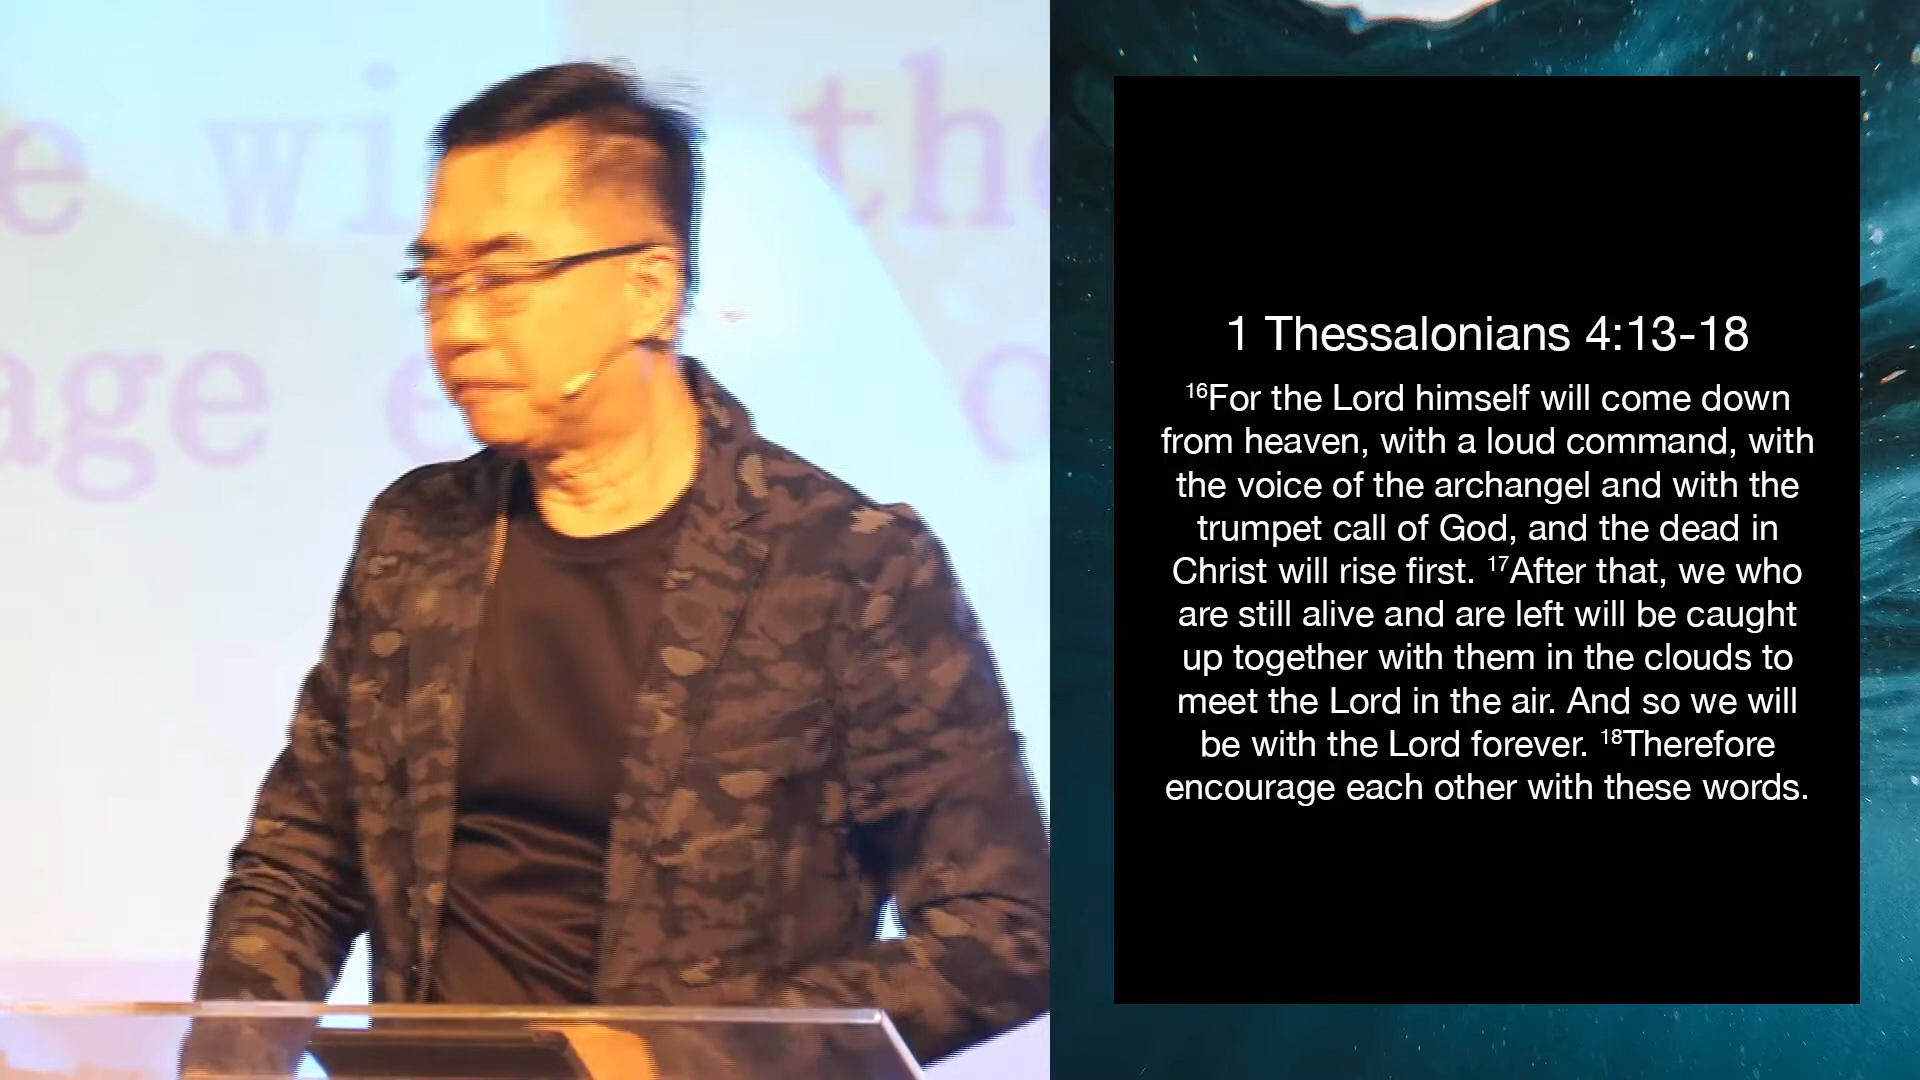 e wi the
age e o
1 Thessalonians 4:13-18
16For the Lord himself will come down
from heaven, with a loud command, with
the voice of the archangel and with the
trumpet call of God, and the dead in
Christ will rise first. 17After that, we who
are still alive and are left will be caught
up together with them in the clouds to
meet the Lord in the air. And so we will
be with the Lord forever. 18Therefore
encourage each other with these words.